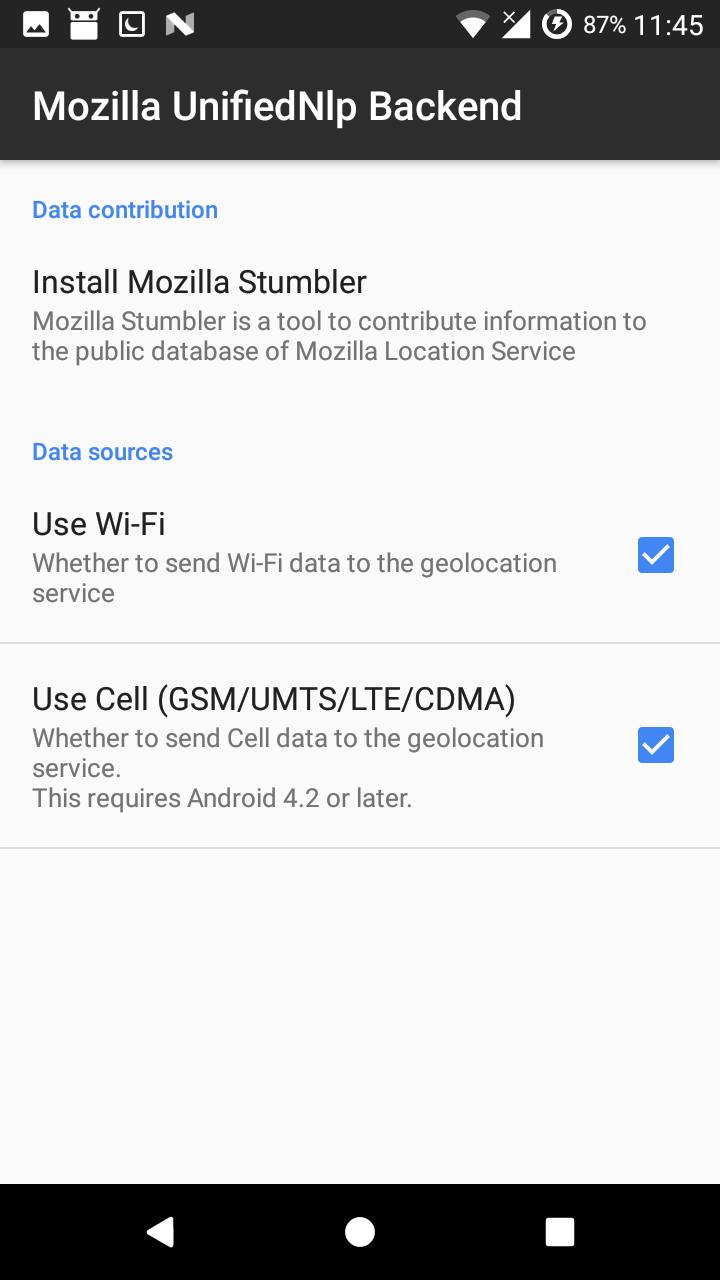 87% 11:45
Mozilla UnifiedNlp Backend
Data contribution
Install Mozilla Stumbler
Mozilla Stumbler is a tool to contribute information to
the public database of Mozilla Location Service
Data sources
Use Wi-Fi
Whether to send Wi-Fi data to the geolocation
service
Use Cell (GSM/UMTS/LTE/CDMA)
Whether to send Cell data to the geolocation
service.
This requires Android 4.2 or later.